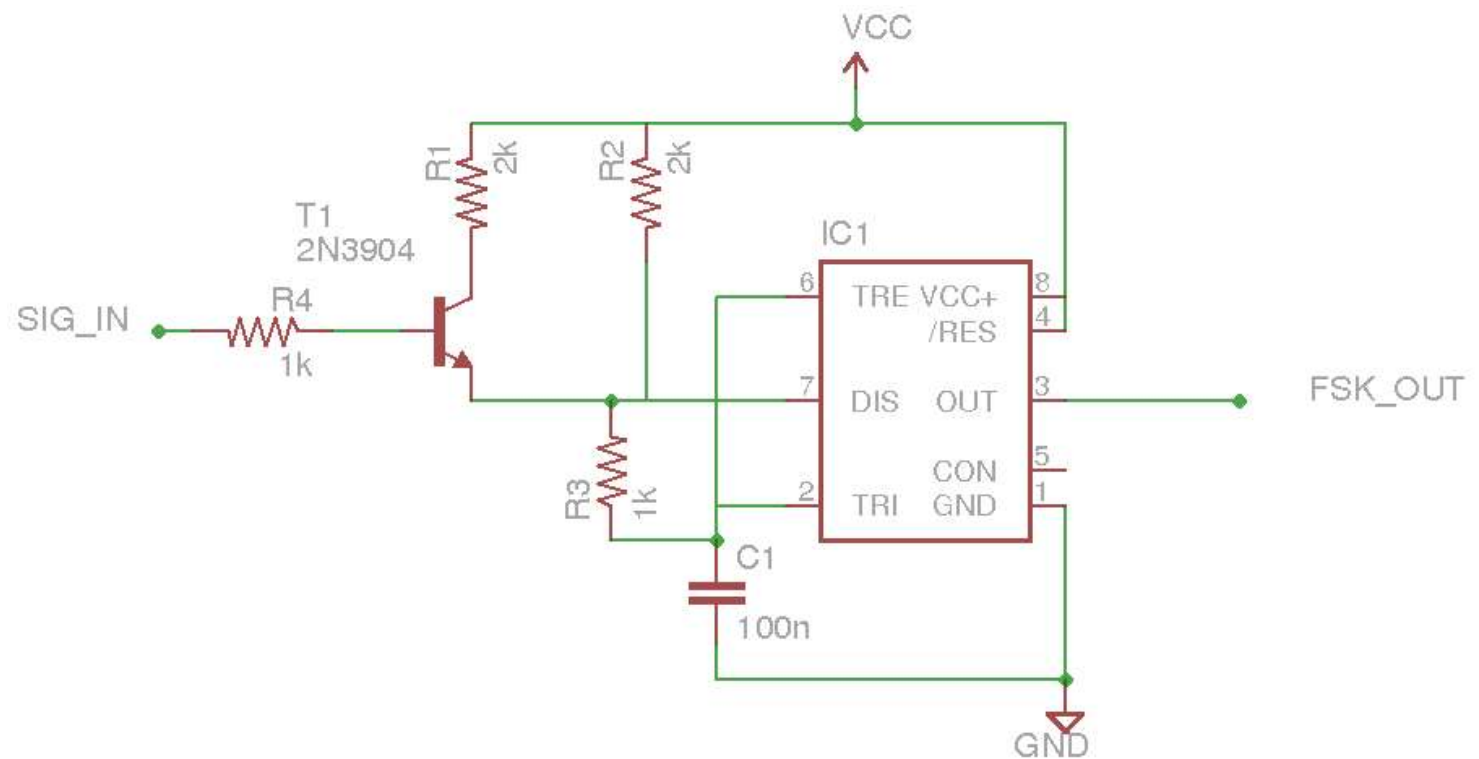 VCC
R1
2k
R2
2k
T1
2N3904
IC1
SIG_IN
R4
1k
6
TRE
VCC+
8
/RES
4
7
DIS
OUT
3
FSK_OUT
CON
5
2
TRI
GND
1
R3
1k
C1
100n
GND